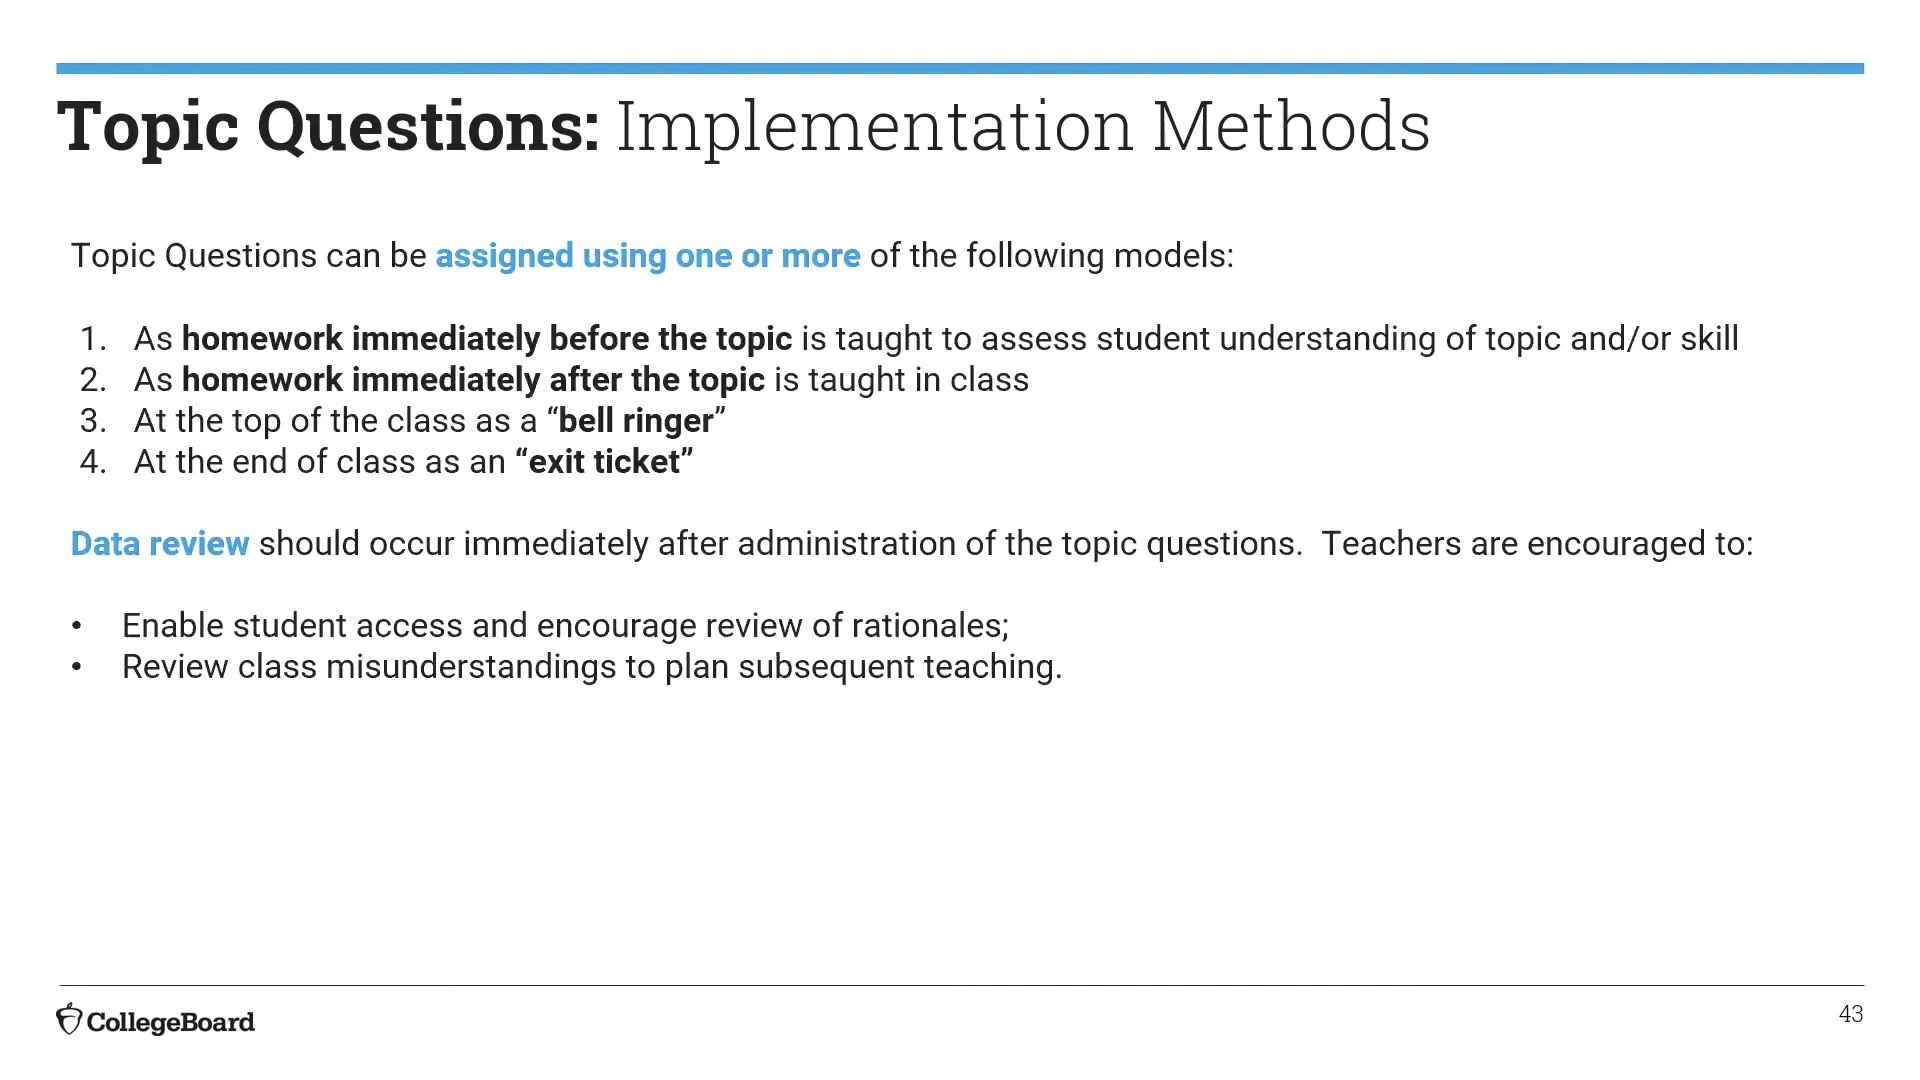 Topic Questions: Implementation Methods
Topic Questions can be assigned using one or more of the following models:
1. As homework immediately before the topic is taught to assess student understanding of topic and/or skill
2. As homework immediately after the topic is taught in class
3. At the top of the class as a “bell ringer”
4. At the end of class as an “exit ticket”
Data review should occur immediately after administration of the topic questions.  Teachers are encouraged to:
• Enable student access and encourage review of rationales;
• Review class misunderstandings to plan subsequent teaching.
CollegeBoard
43